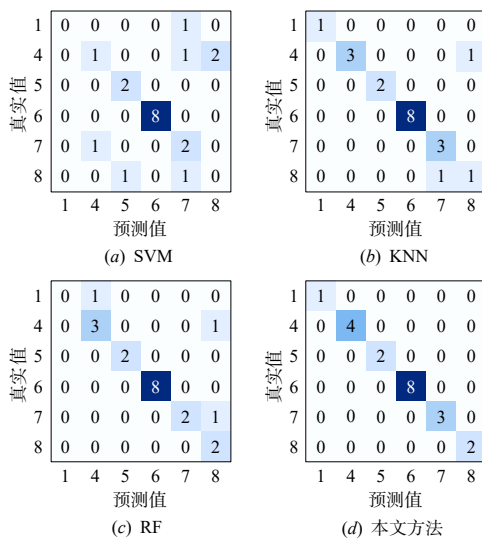 真实值
1 0 0 0 0 1 0
4 0 1 0 0 1 2
5 0 0 2 0 0 0
6 0 0 0 8 0 0
7 0 1 0 0 2 0
8 0 0 1 0 1 0
1 4 5 6 7 8
预测值
(a) SVM
真实值
1 1 0 0 0 0 0
4 0 3 0 0 0 1
5 0 0 2 0 0 0
6 0 0 0 8 0 0
7 0 0 0 0 3 0
8 0 0 0 0 1 1
1 4 5 6 7 8
预测值
(b) KNN
真实值
1 0 1 0 0 0 0
4 0 3 0 0 0 1
5 0 0 2 0 0 0
6 0 0 0 8 0 0
7 0 0 0 0 2 1
8 0 0 0 0 0 2
1 4 5 6 7 8
预测值
(c) RF
真实值
1 1 0 0 0 0 0
4 0 4 0 0 0 0
5 0 0 2 0 0 0
6 0 0 0 8 0 0
7 0 0 0 0 3 0
8 0 0 0 0 0 2
1 4 5 6 7 8
预测值
(d) 本文方法